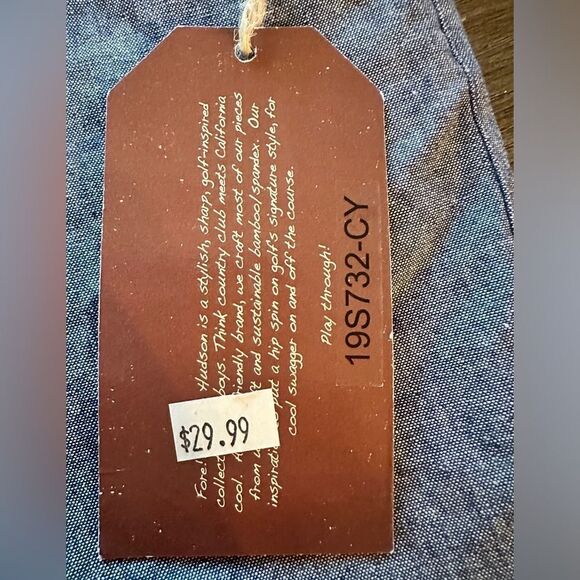 Fore! Hudson is a stylish, sharp, golf-inspired
collect boys. Think country club meets California
cool. friendly brand, we craft most of our pieces
from and sustainable bamboo/spandex. Our
inspirati put a hip spin on golf's signature style, for
cool swagger on and off the course.
Play through!
19S732-CY
$29.99